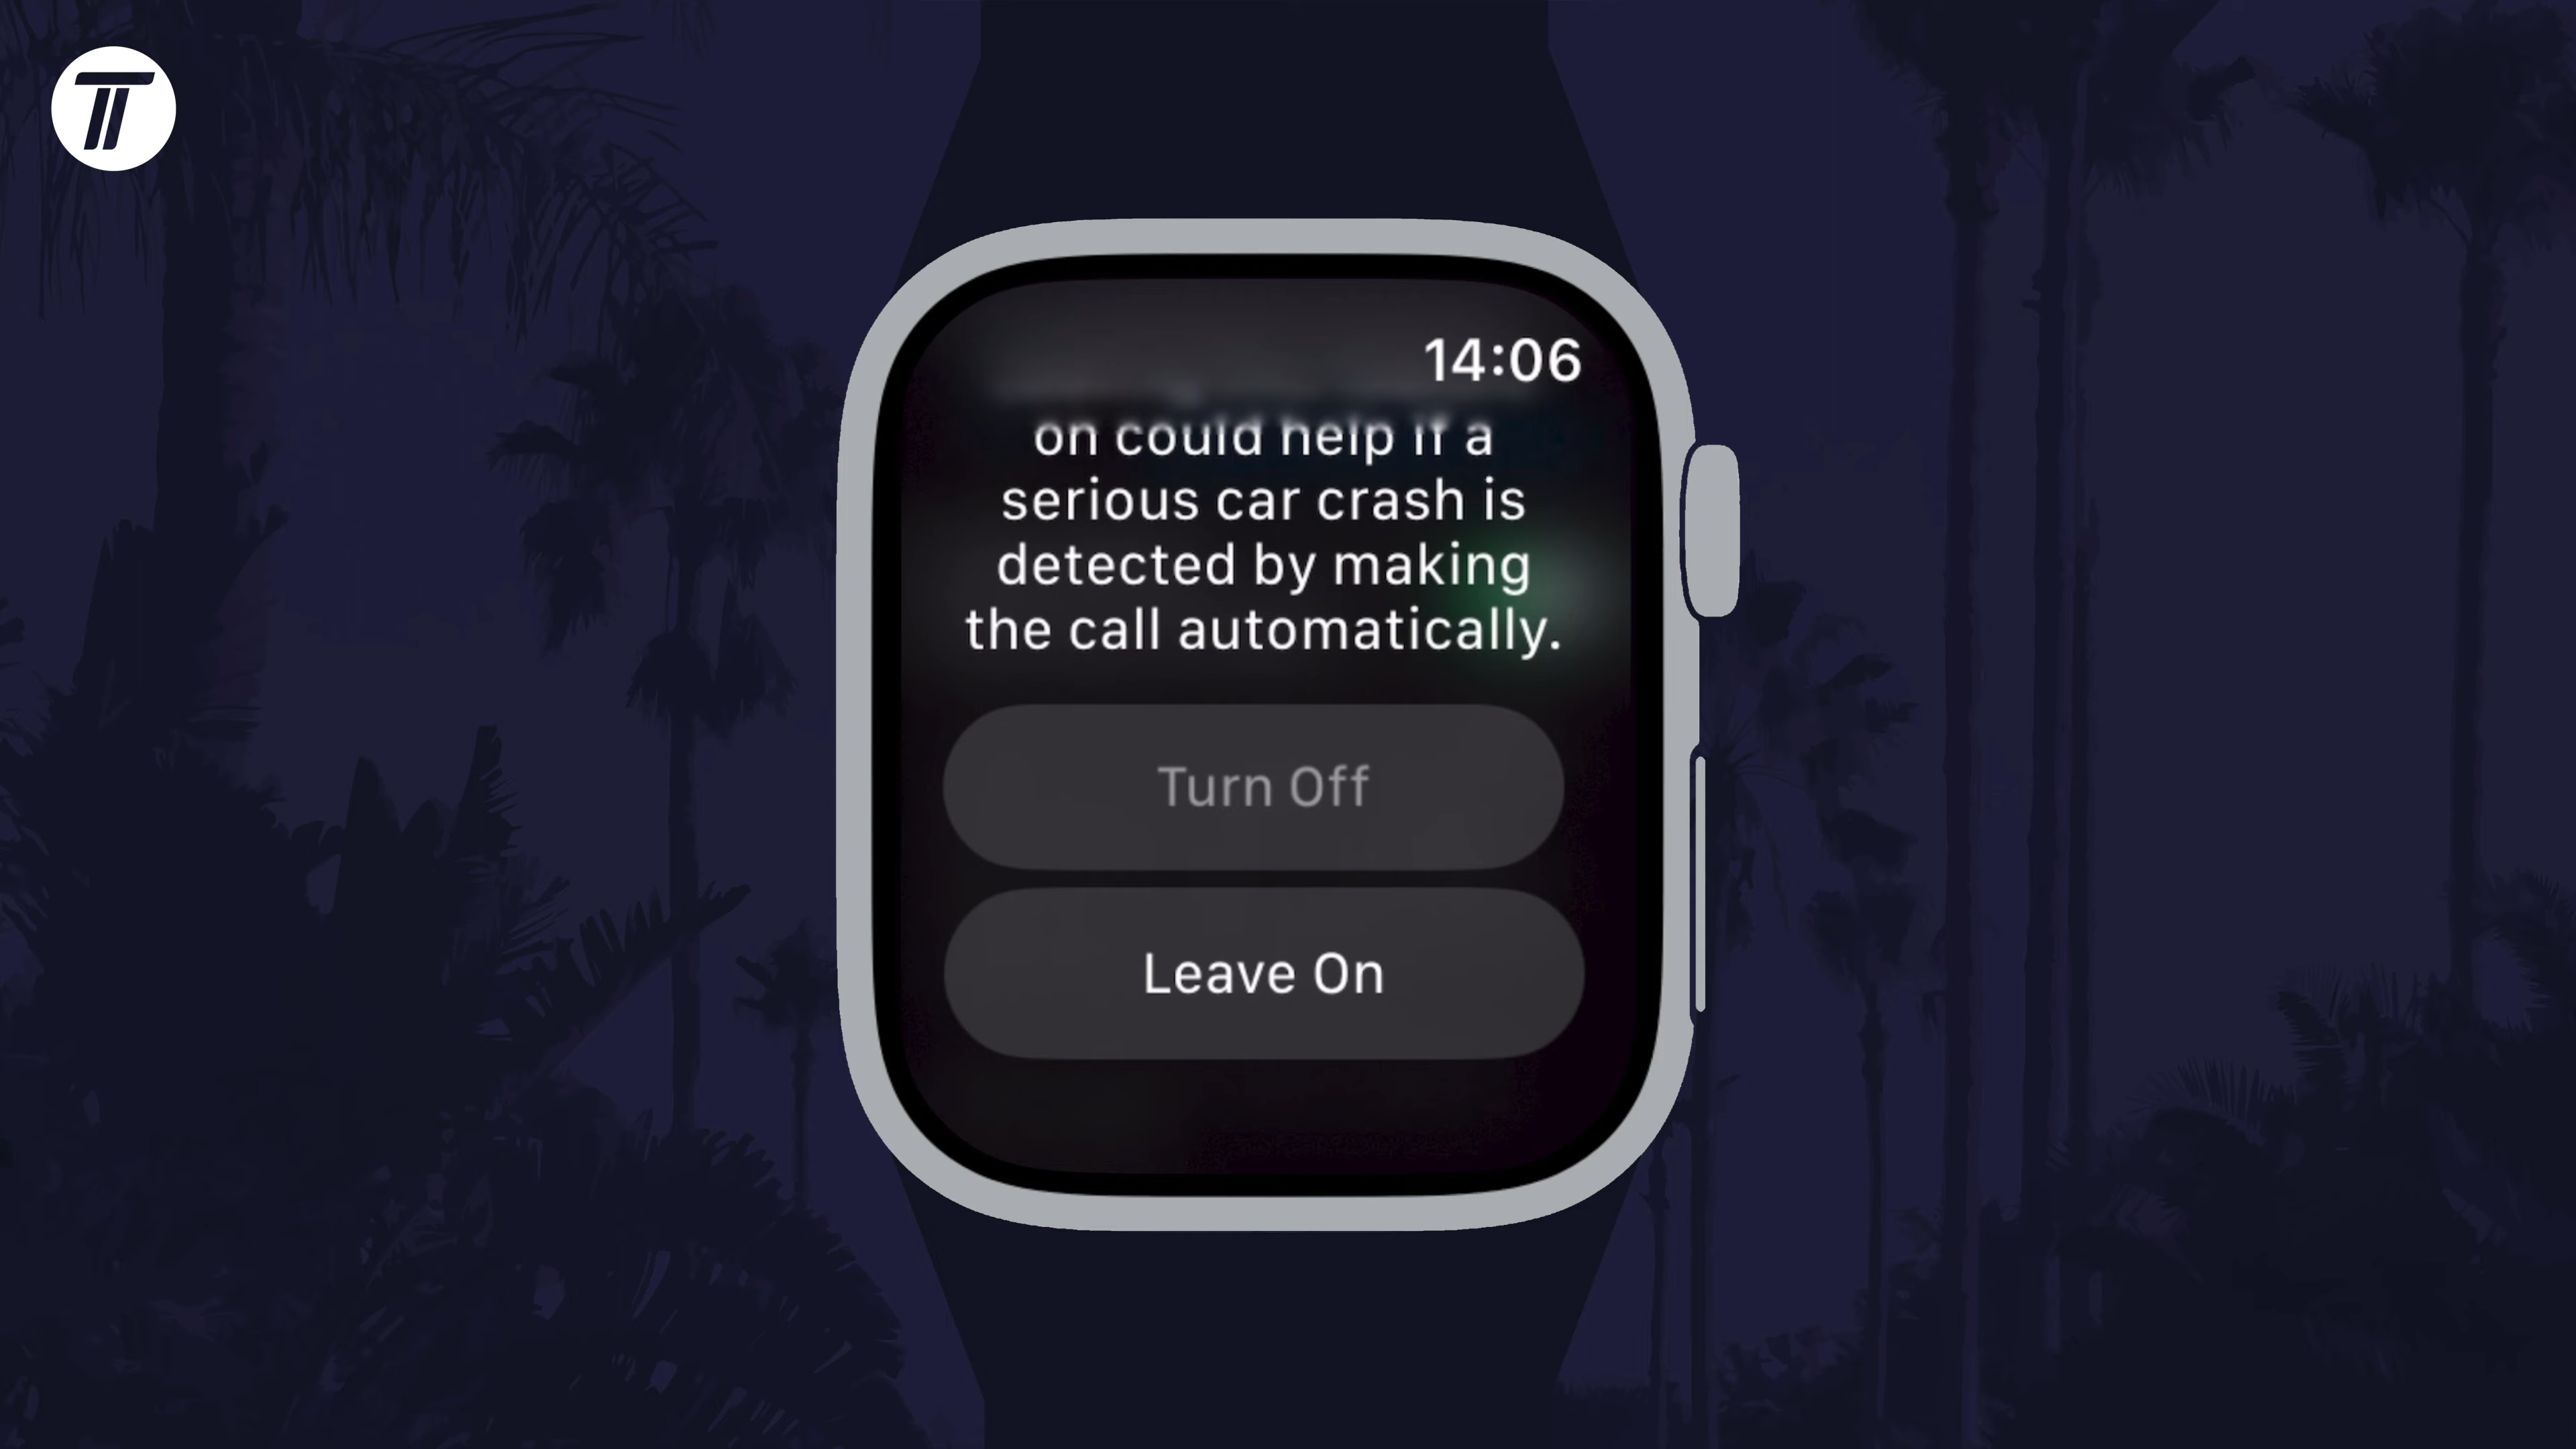 14:06
on could help if a
serious car crash is
detected by making
the call automatically.
Turn Off
Leave On